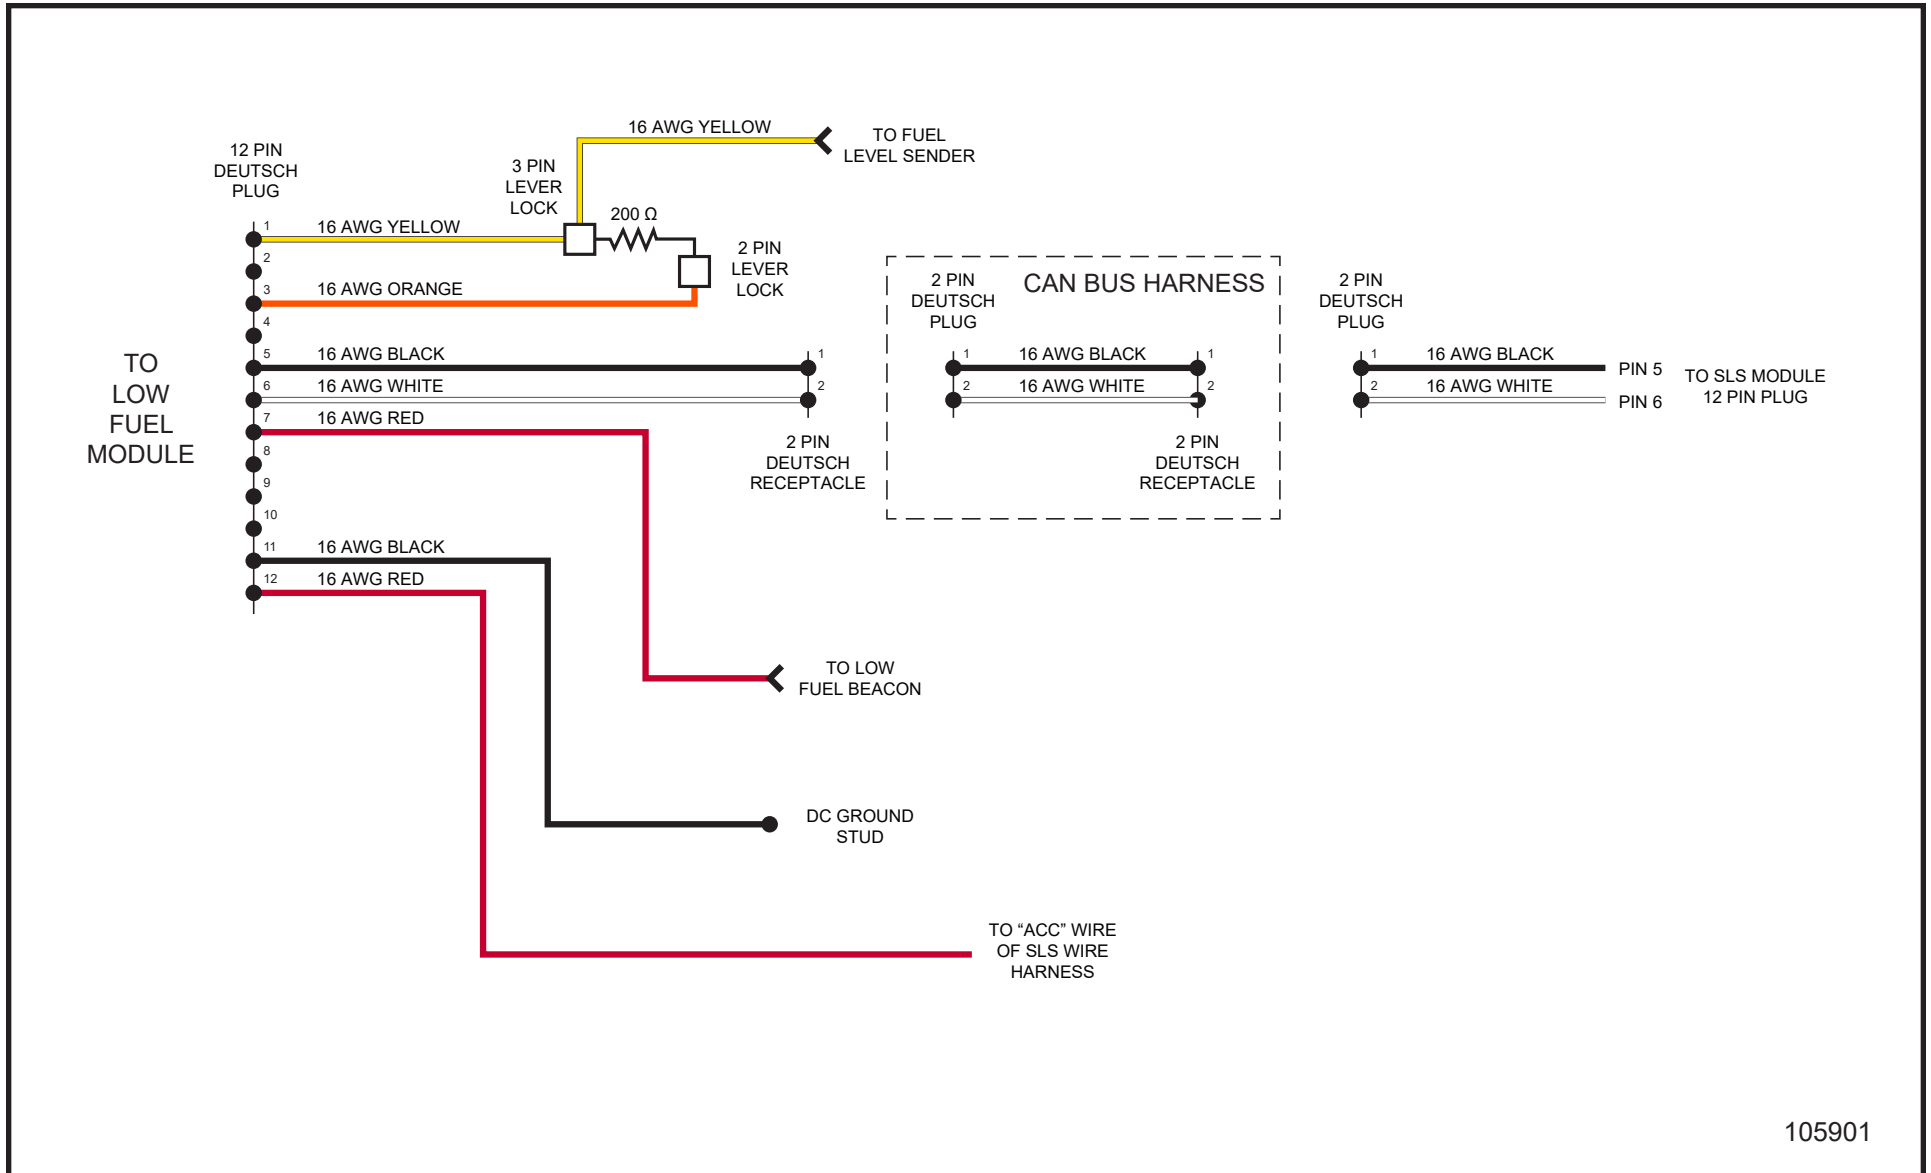 16 AWG YELLOW
TO FUEL
LEVEL SENDER
12 PIN
DEUTSCH
PLUG
3 PIN
LEVER
LOCK
200 Ω
1
16 AWG YELLOW
2
2 PIN
LEVER
LOCK
3
16 AWG ORANGE
4
TO
LOW
FUEL
MODULE
5
16 AWG BLACK
1
6
16 AWG WHITE
2
7
16 AWG RED
8
9
10
11
16 AWG BLACK
12
16 AWG RED
2 PIN
DEUTSCH
RECEPTACLE
CAN BUS HARNESS
2 PIN
DEUTSCH
PLUG
1
16 AWG BLACK
1
2
16 AWG WHITE
2
2 PIN
DEUTSCH
RECEPTACLE
2 PIN
DEUTSCH
PLUG
1
16 AWG BLACK
PIN 5
2
16 AWG WHITE
PIN 6
TO SLS MODULE
12 PIN PLUG
TO LOW
FUEL BEACON
DC GROUND
STUD
TO “ACC” WIRE
OF SLS WIRE
HARNESS
105901